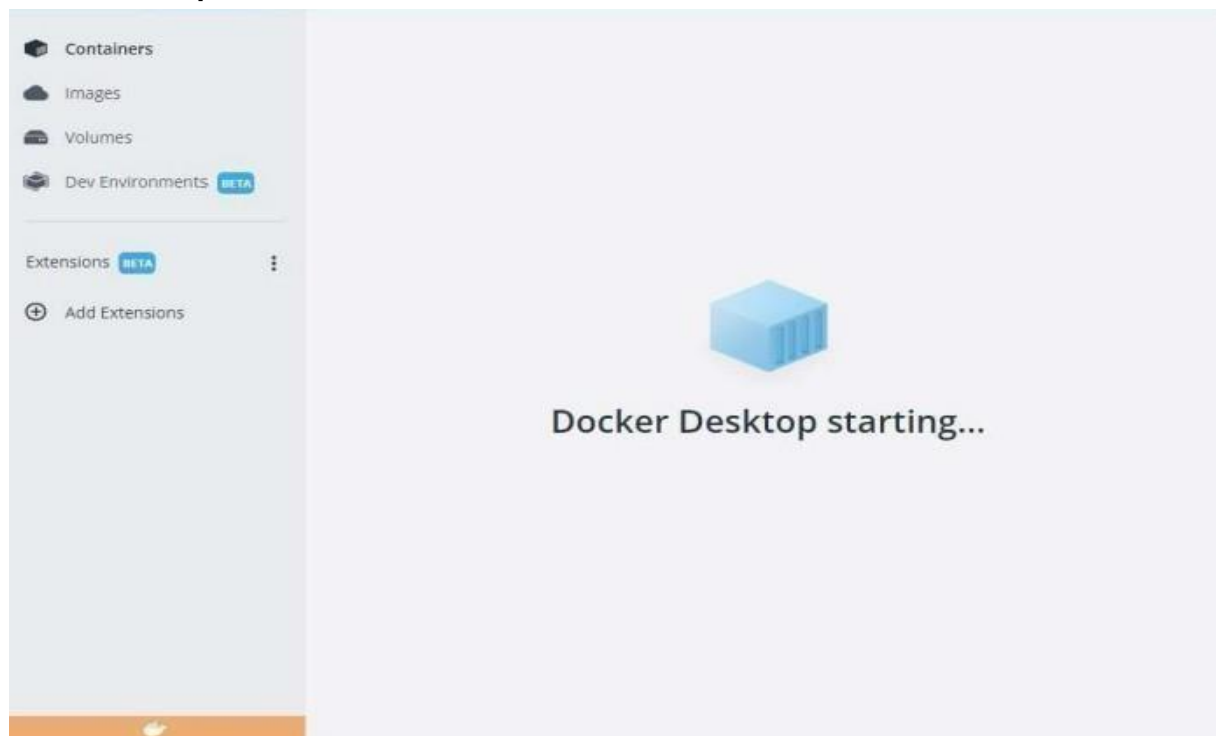 Containers
Images
Volumes
Dev Environments BETA
Extensions BETA
Add Extensions
Docker Desktop starting...